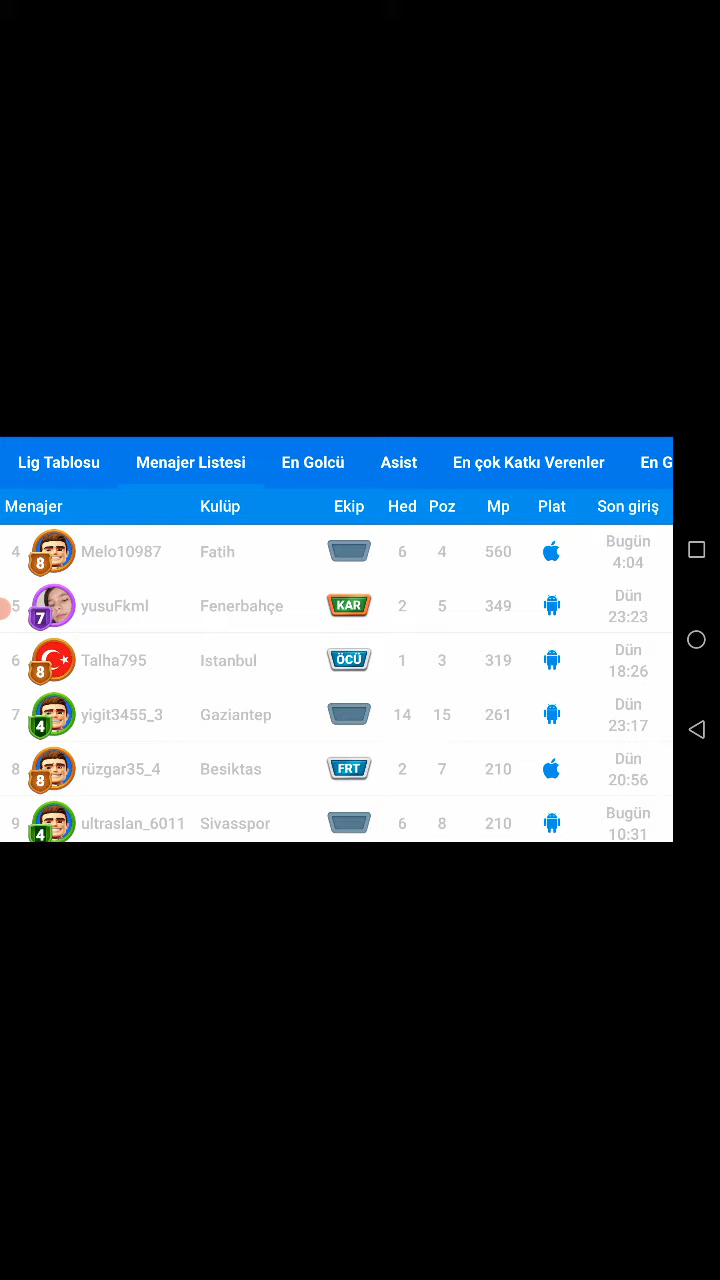 Lig Tablosu Menajer Listesi En Golcü Asist En çok Katkı Verenler En G
Menajer Kulüp Ekip Hed Poz Mp Plat Son giriş
4 8 Melo10987 Fatih 6 4 560 Bugün 4:04
5 7 yusuFkml Fenerbahçe KAR 2 5 349 Dün 23:23
6 8 Talha795 Istanbul ÖCÜ 1 3 319 Dün 18:26
7 4 yigit3455_3 Gaziantep 14 15 261 Dün 23:17
8 8 rüzgar35_4 Besiktas FRT 2 7 210 Dün 20:56
9 4 ultraslan_6011 Sivasspor 6 8 210 Bugün 10:31